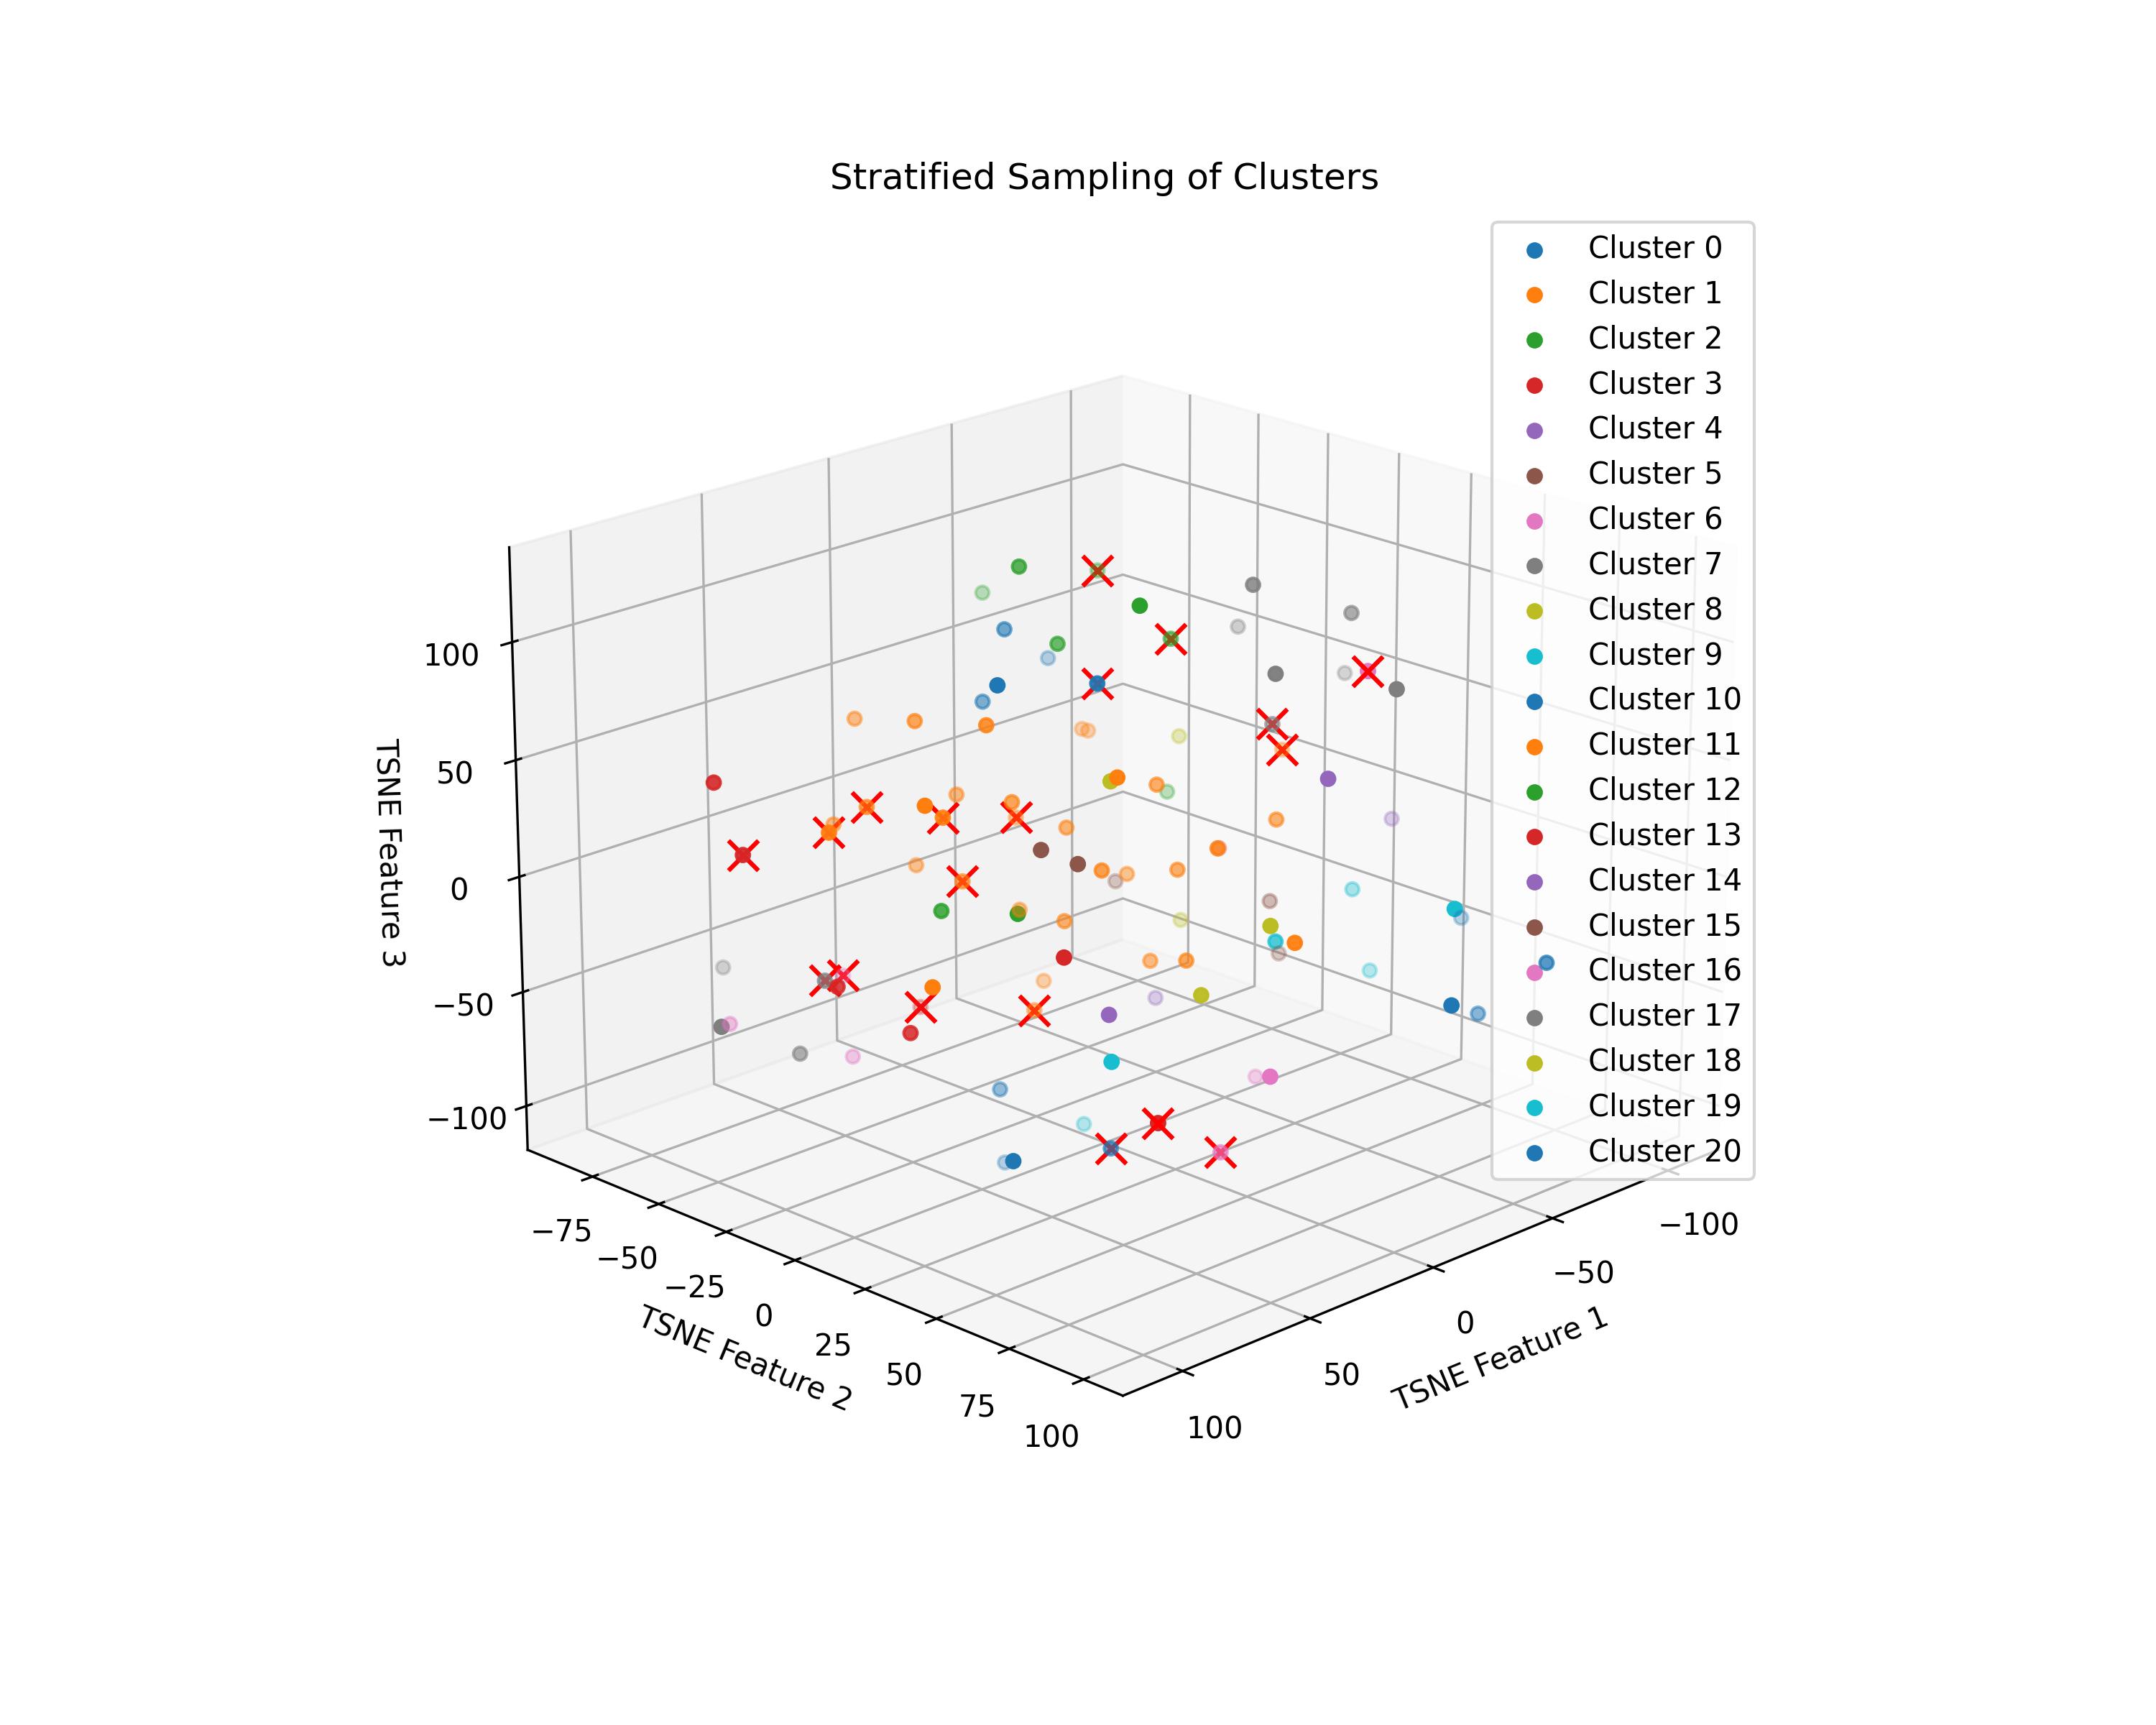 Stratified Sampling of Clusters
Cluster 0
Cluster 1
Cluster 2
Cluster 3
Cluster 4
Cluster 5
Cluster 6
Cluster 7
Cluster 8
Cluster 9
Cluster 10
Cluster 11
Cluster 12
Cluster 13
Cluster 14
Cluster 15
Cluster 16
Cluster 17
Cluster 18
Cluster 19
Cluster 20
TSNE Feature 3
100
50
0
−50
−100
−75
−50
−25
0
25
50
75
100
TSNE Feature 2
−100
−50
0
50
100
TSNE Feature 1